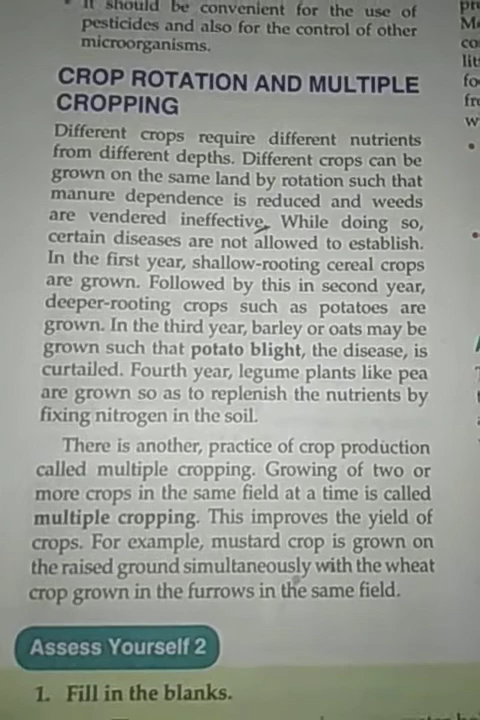 It should be convenient for the use of
pesticides and also for the control of other
microorganisms.
CROP ROTATION AND MULTIPLE
CROPPING
Different crops require different nutrients
from different depths. Different crops can be
grown on the same land by rotation such that
manure dependence is reduced and weeds
are vendered ineffective. While doing so,
certain diseases are not allowed to establish.
In the first year, shallow-rooting cereal crops
are grown. Followed by this in second year,
deeper-rooting crops such as potatoes are
grown. In the third year, barley or oats may be
grown such that potato blight, the disease, is
curtailed. Fourth year, legume plants like pea
are grown so as to replenish the nutrients by
fixing nitrogen in the soil.
There is another, practice of crop production
called multiple cropping. Growing of two or
more crops in the same field at a time is called
multiple cropping. This improves the yield of
crops. For example, mustard crop is grown on
the raised ground simultaneously with the wheat
crop grown in the furrows in the same field.
Assess Yourself 2
1. Fill in the blanks.